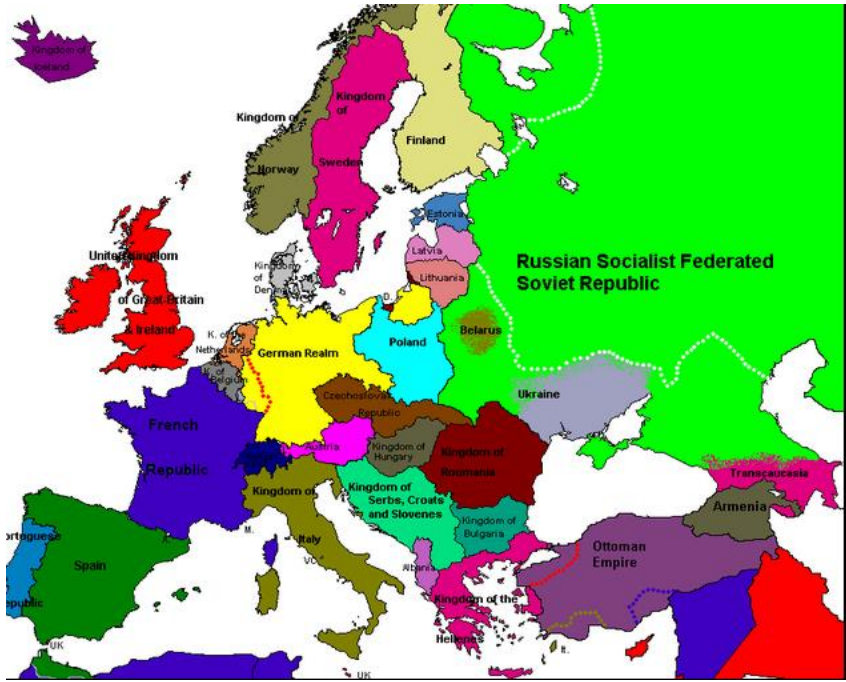 Kingdom of
Iceland
Kingdom of
Norway
Kingdom
of
Sweden
Finland
Estonia
Latvia
Lithuania
Russian Socialist Federated
Soviet Republic
United Kingdom
of Great-Britain
& Ireland
Kingdom
of
Denmark
D.
K. of the
Netherlands
K. of
Belgium
German Realm
Poland
Belarus
Ukraine
Czechoslovak
Republic
French
Republic
Austria
Kingdom of
Hungary
Kingdom of
Roumania
Kingdom of
Italy
Kingdom of
Serbs, Croats
and Slovenes
Kingdom of
Bulgaria
Transcaucasia
Armenia
Ottoman
Empire
Albania
Kingdom of the
Hellenes
Portoguese
Republic
Spain
A.
M.
VC
UK
UK
It.